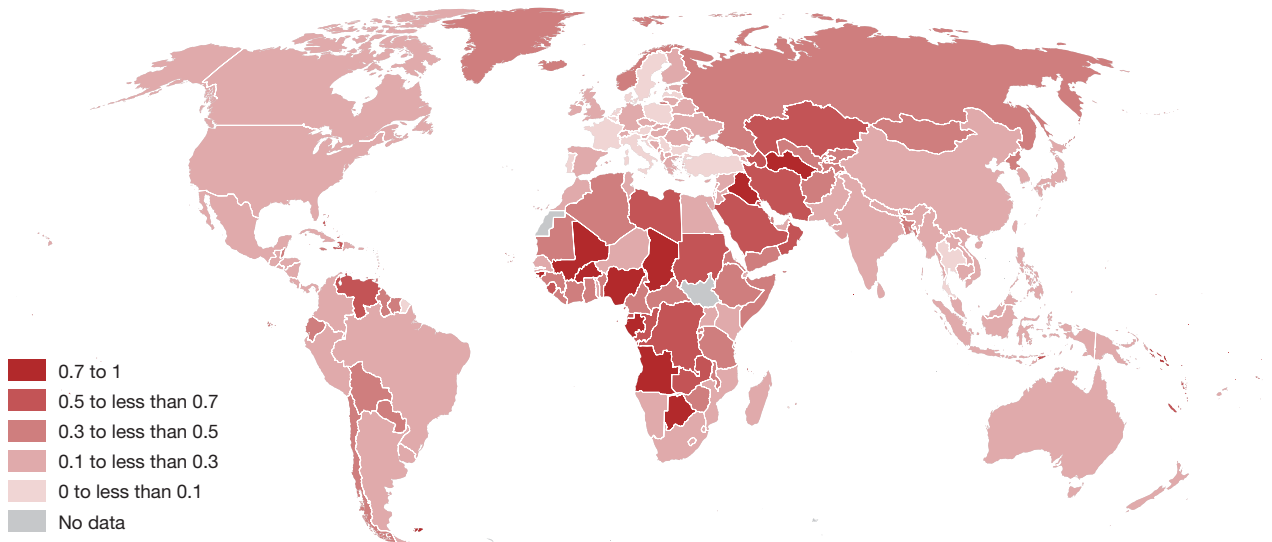 0.7 to 1
0.5 to less than 0.7
0.3 to less than 0.5
0.1 to less than 0.3
0 to less than 0.1
No data